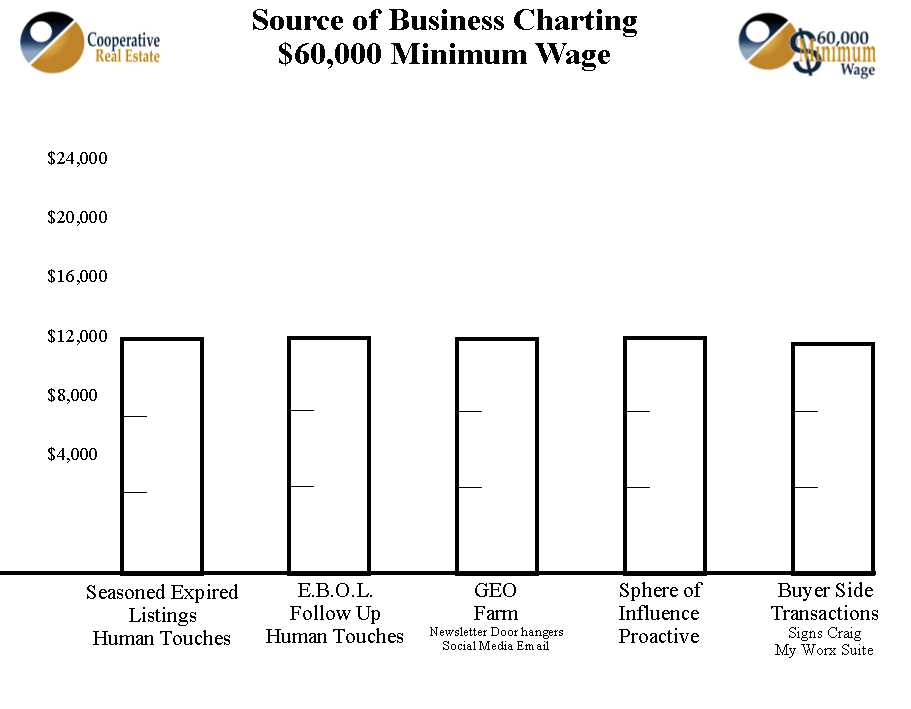 Source of Business Charting
$60,000 Minimum Wage
Cooperative
Real Estate
$60,000
Minimum
Wage
$24,000
$20,000
$16,000
$12,000
$8,000
$4,000
Seasoned Expired
Listings
Human Touches
E.B.O.L.
Follow Up
Human Touches
GEO
Farm
Newsletter Door hangers
Social Media Email
Sphere of
Influence
Proactive
Buyer Side
Transactions
Signs Craig
My Worx Suite